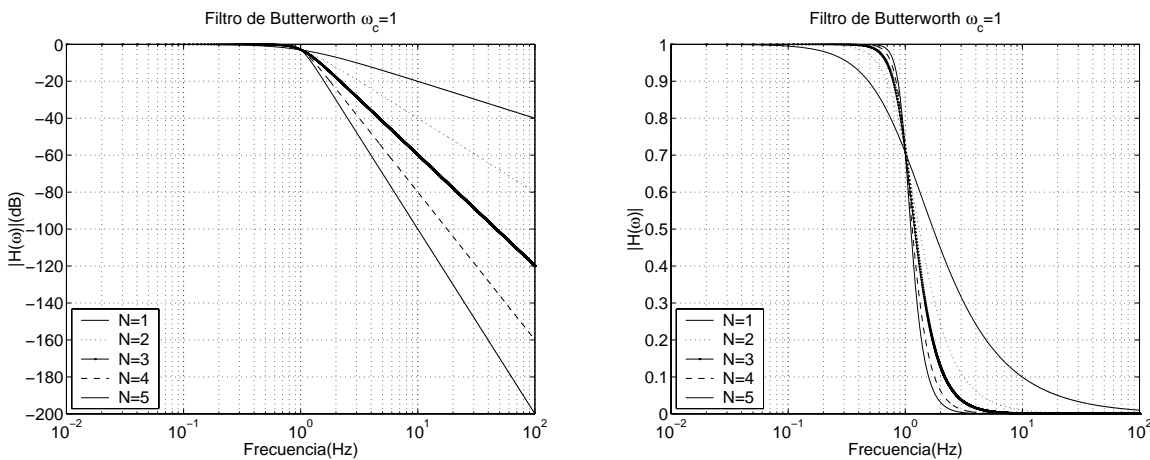 Filtro de Butterworth ω_c=1
|H(ω)|(dB)
0
−20
−40
−60
−80
−100
−120
−140
−160
−180
−200
N=1
N=2
N=3
N=4
N=5
10^−2
10^−1
10^0
10^1
10^2
Frecuencia(Hz)
Filtro de Butterworth ω_c=1
|H(ω)|
1
0.9
0.8
0.7
0.6
0.5
0.4
0.3
0.2
0.1
0
N=1
N=2
N=3
N=4
N=5
10^−2
10^−1
10^0
10^1
10^2
Frecuencia(Hz)